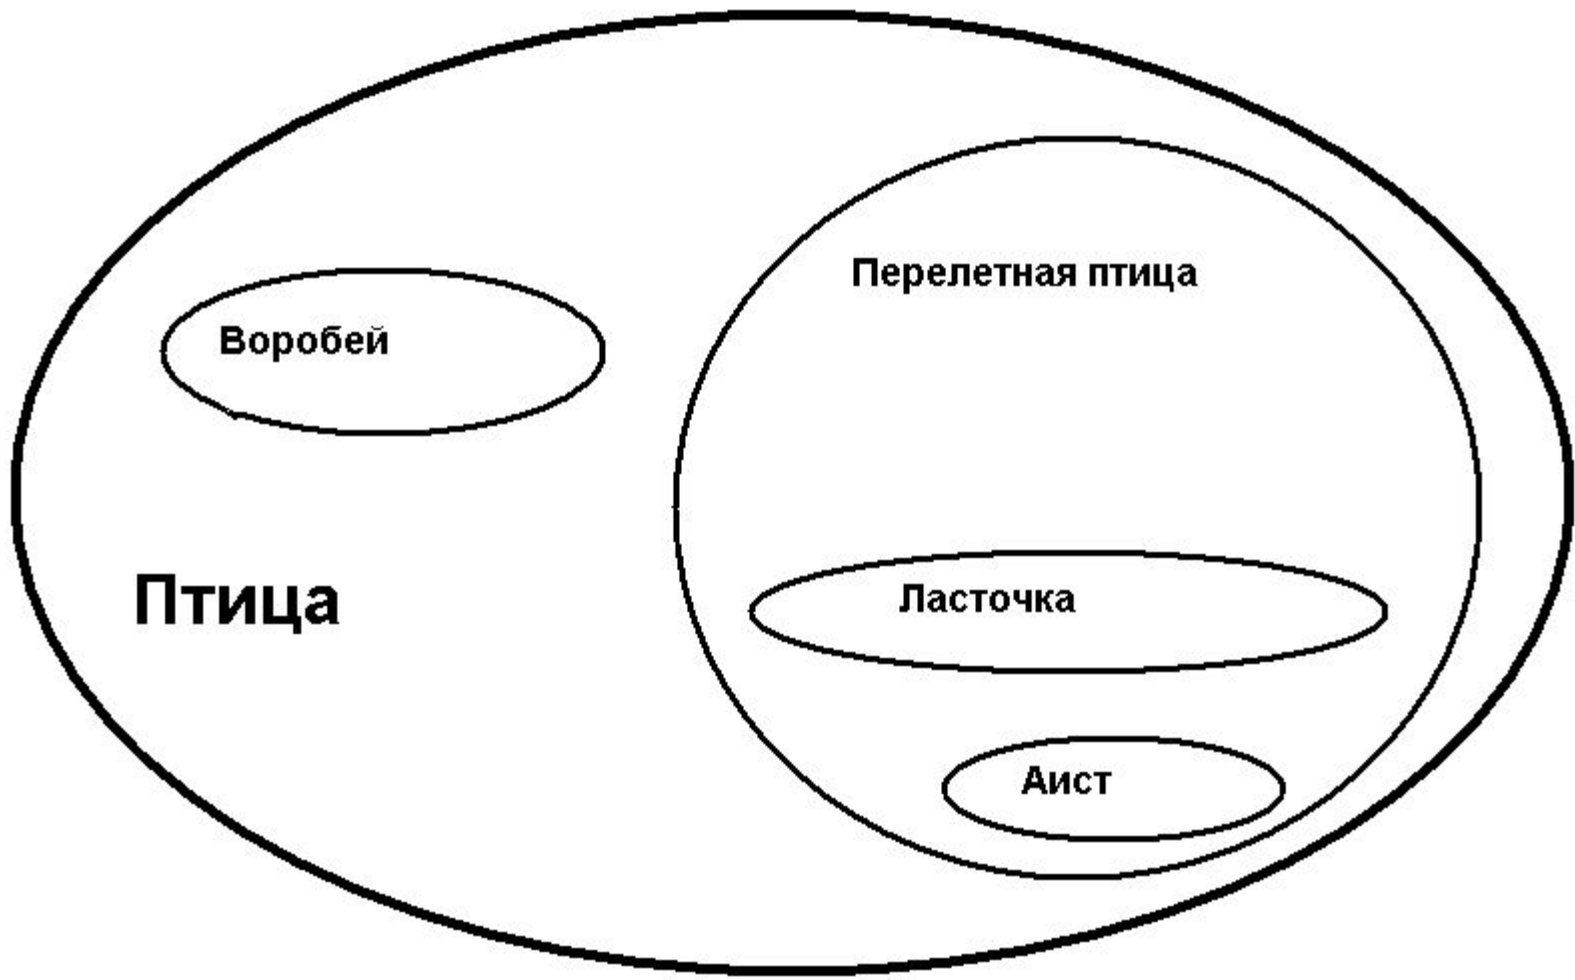 Перелетная птица
Воробей
Птица
Ласточка
Аист